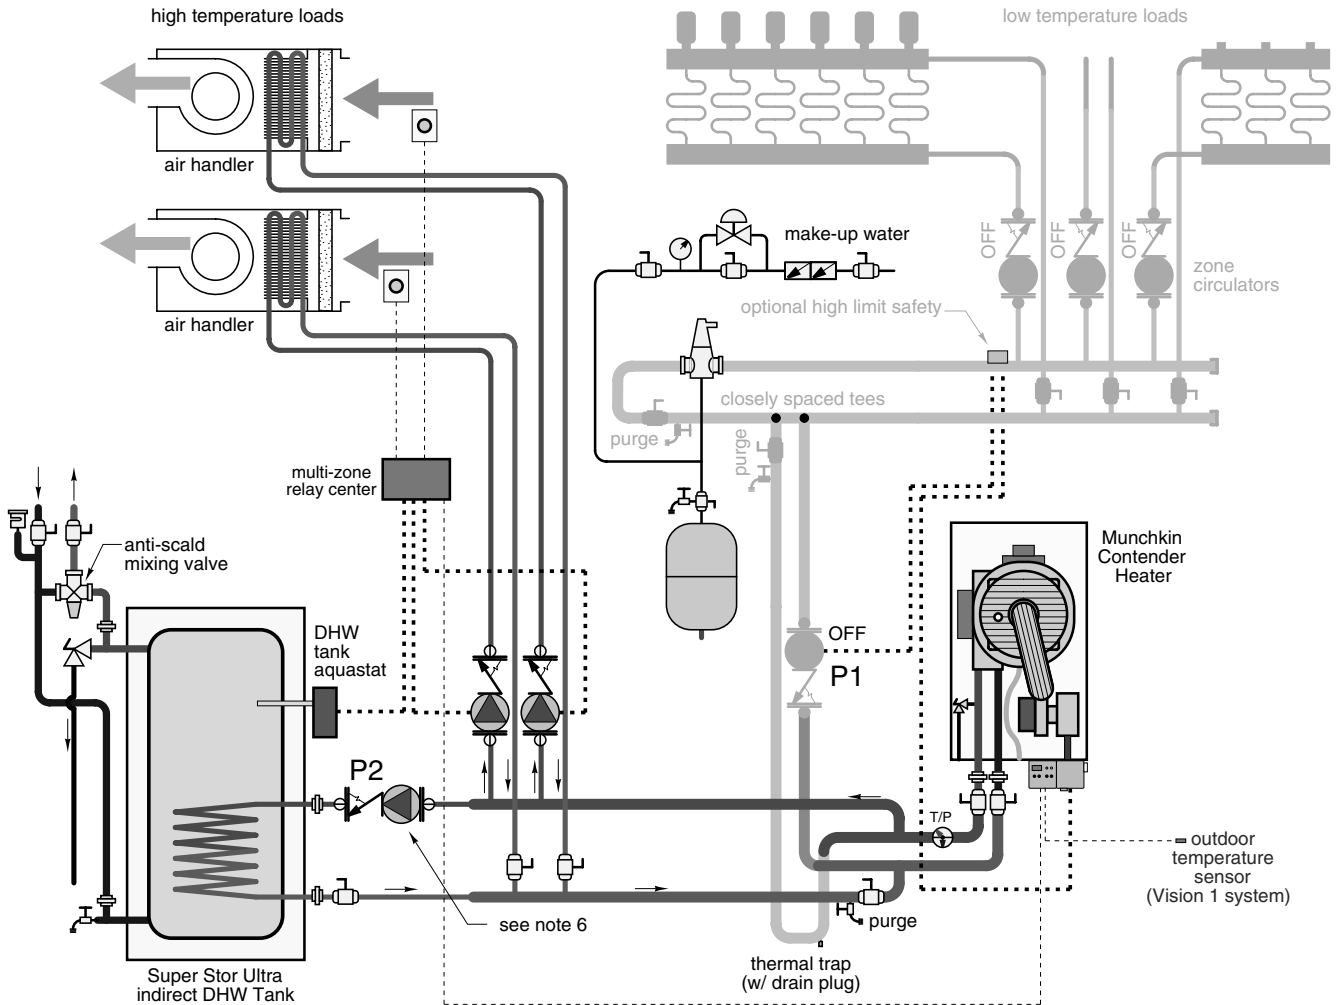 high temperature loads
low temperature loads
air handler
air handler
make-up water
OFF
OFF
OFF
zone
circulators
optional high limit safety
closely spaced tees
purge
purge
multi-zone
relay center
anti-scald
mixing valve
Munchkin
Contender
Heater
DHW
tank
aquastat
OFF
P1
P2
T/P
outdoor
temperature
sensor
(Vision 1 system)
see note 6
purge
thermal trap
(w/ drain plug)
Super Stor Ultra
indirect DHW Tank